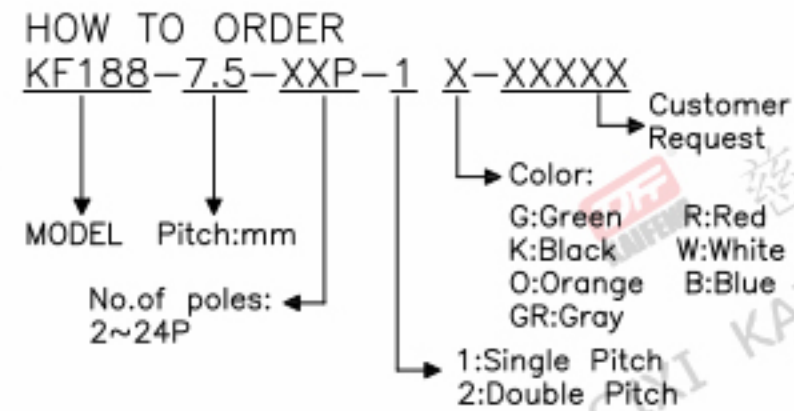 HOW TO ORDER
KF188-7.5-XXP-1 X-XXXXX
Customer
Request
Color:
G:Green R:Red
K:Black W:White
O:Orange B:Blue
GR:Gray
MODEL Pitch:mm
No.of poles:
2~24P
1:Single Pitch
2:Double Pitch
KAIFENG